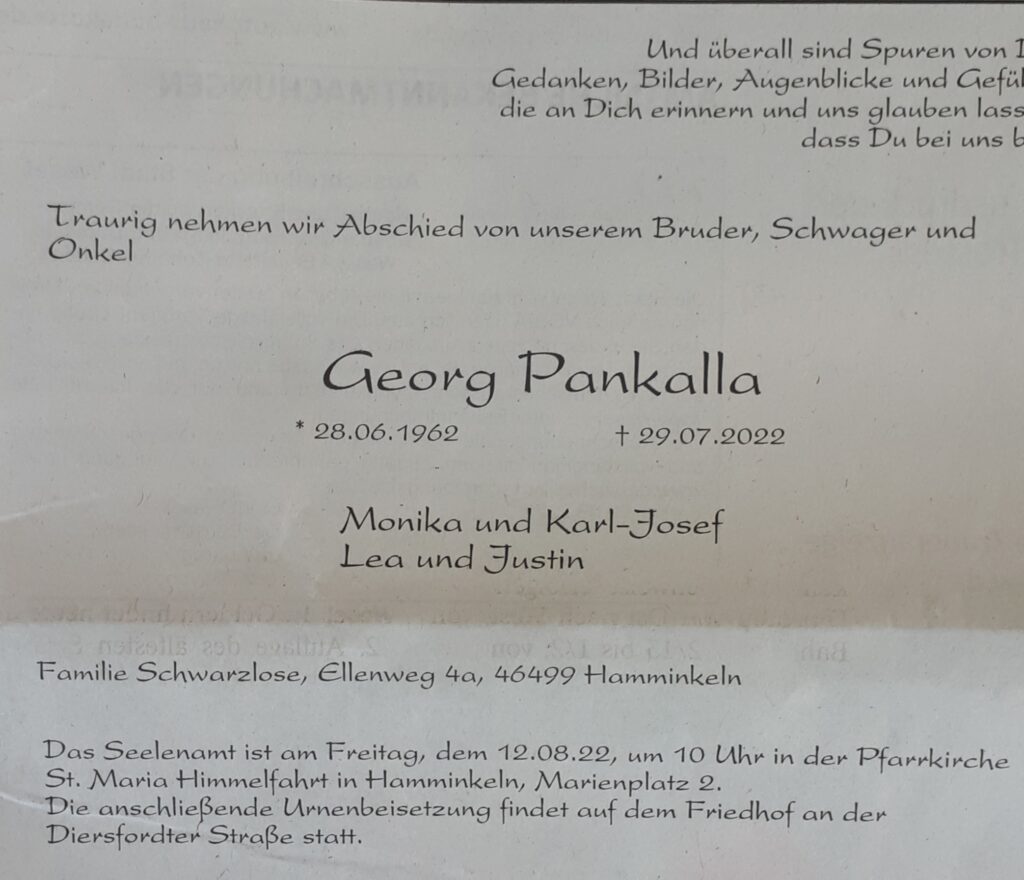 Und überall sind Spuren von
Gedanken, Bilder, Augenblicke und
die an Dich erinnern und uns glauben
dass Du bei uns
Traurig nehmen wir Abschied von unserem Bruder, Schwager und
Onkel
Georg Pankalla
* 28.06.1962 † 29.07.2022
Monika und Karl-Josef
Lea und Justin
Familie Schwarzlose, Ellenweg 4a, 46499 Hamminkeln
Das Seelenamt ist am Freitag, dem 12.08.22, um 10 Uhr in der Pfarrkirche
St. Maria Himmelfahrt in Hamminkeln, Marienplatz 2.
Die anschließende Urnenbeisetzung findet auf dem Friedhof an der
Diersfordter Straße statt.